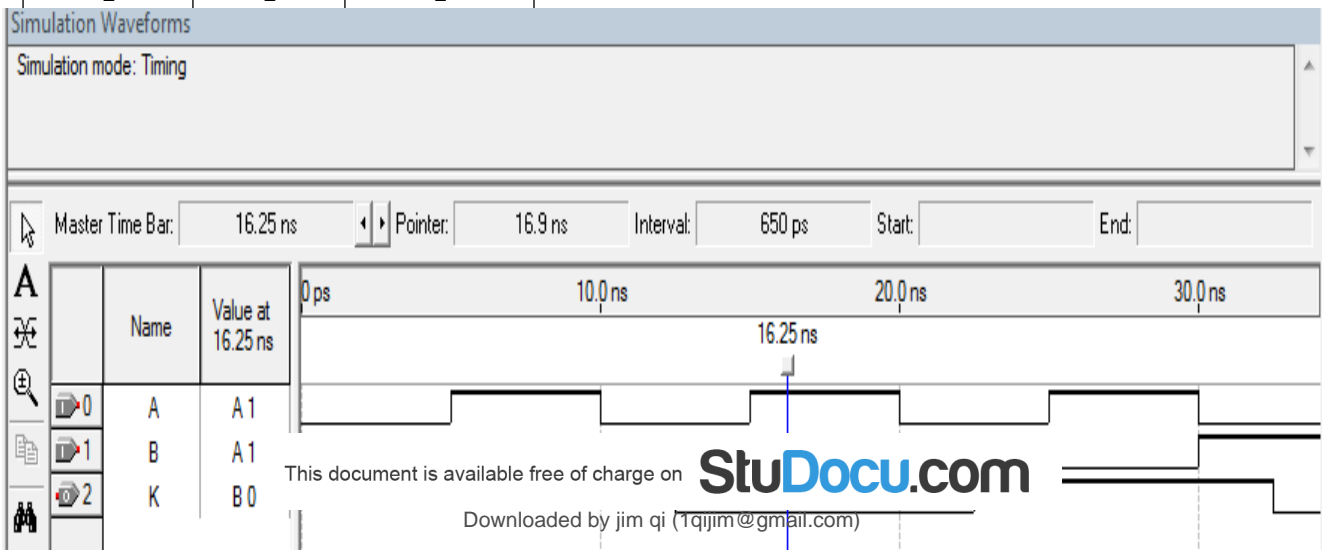 Simulation Waveforms
Simulation mode: Timing
Master Time Bar: 16.25 ns Pointer: 16.9 ns Interval: 650 ps Start: End:
A
Name Value at 16.25 ns 0 ps 10.0 ns 20.0 ns 30.0 ns
16.25 ns
0 A A 1
1 B A 1
This document is available free of charge on StuDocu.com
2 K B 0
Downloaded by jim qi (1qijim@gmail.com)